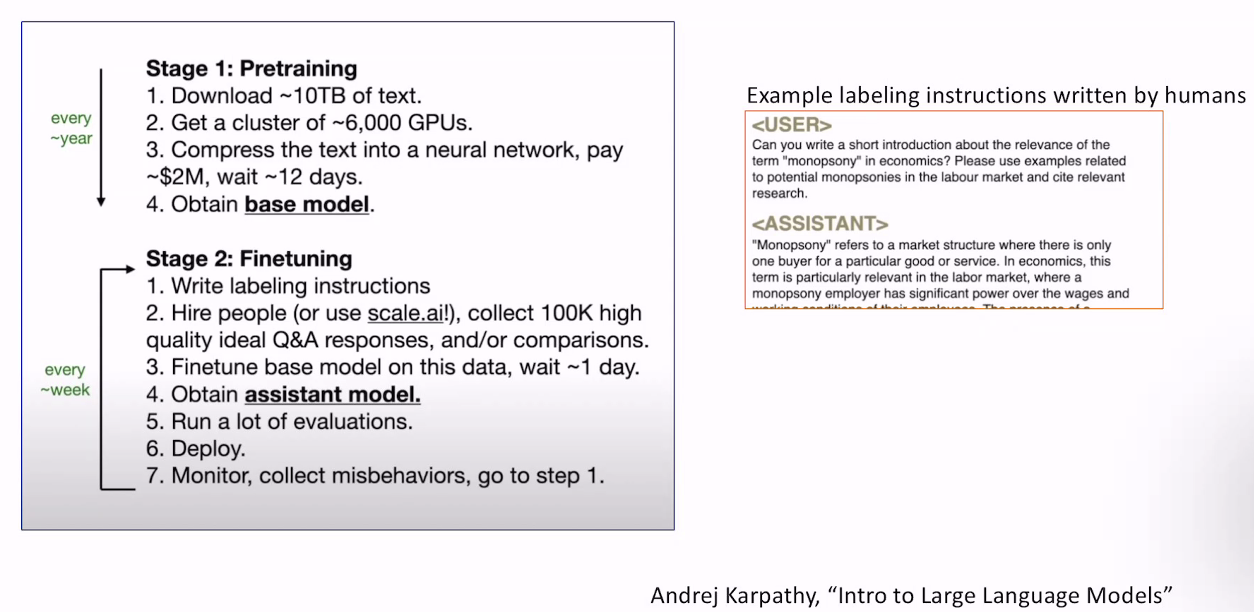 every
~year
Stage 1: Pretraining
1. Download ~10TB of text.
2. Get a cluster of ~6,000 GPUs.
3. Compress the text into a neural network, pay
~$2M, wait ~12 days.
4. Obtain base model.
every
~week
Stage 2: Finetuning
1. Write labeling instructions
2. Hire people (or use scale.ai!), collect 100K high
quality ideal Q&A responses, and/or comparisons.
3. Finetune base model on this data, wait ~1 day.
4. Obtain assistant model.
5. Run a lot of evaluations.
6. Deploy.
7. Monitor, collect misbehaviors, go to step 1.
Example labeling instructions written by humans
<USER>
Can you write a short introduction about the relevance of the
term "monopsony" in economics? Please use examples related
to potential monopsonies in the labour market and cite relevant
research.
<ASSISTANT>
"Monopsony" refers to a market structure where there is only
one buyer for a particular good or service. In economics, this
term is particularly relevant in the labor market, where a
monopsony employer has significant power over the wages and
working conditions of their employees. The presence of a
Andrej Karpathy, “Intro to Large Language Models”